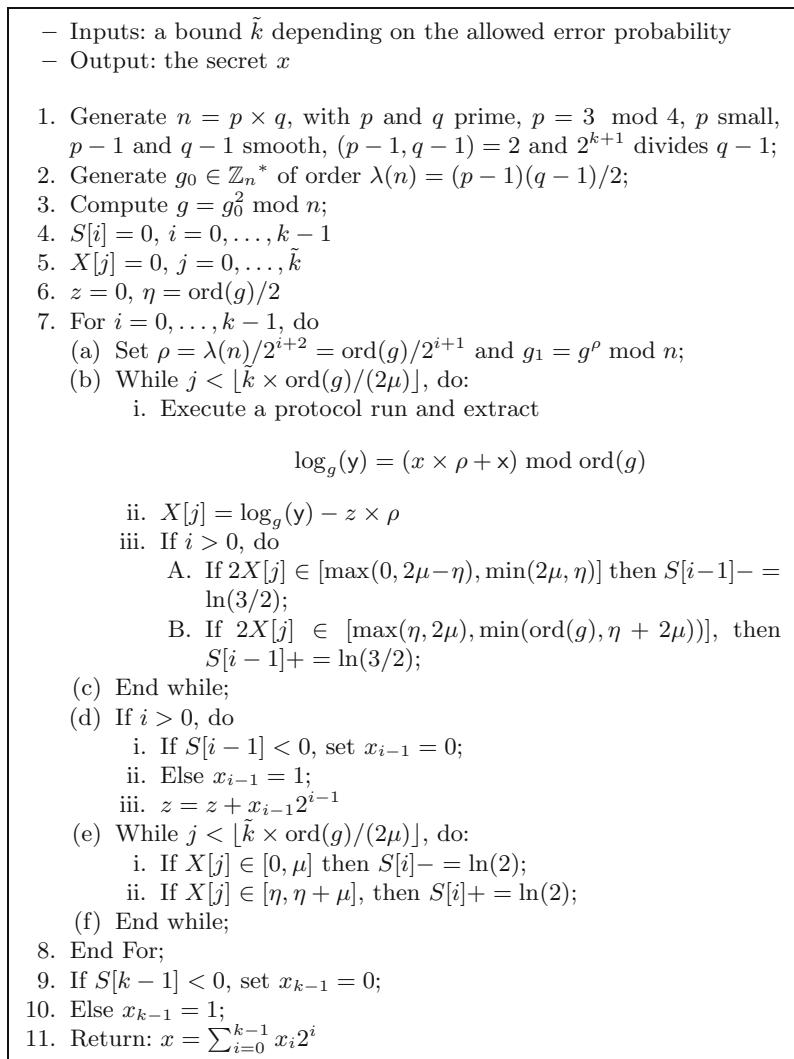 – Inputs: a bound k̃ depending on the allowed error probability
– Output: the secret x
1. Generate n = p × q, with p and q prime, p = 3 mod 4, p small,
p − 1 and q − 1 smooth, (p − 1, q − 1) = 2 and 2^{k+1} divides q − 1;
2. Generate g₀ ∈ ℤₙ* of order λ(n) = (p − 1)(q − 1)/2;
3. Compute g = g₀² mod n;
4. S[i] = 0, i = 0, . . . , k − 1
5. X[j] = 0, j = 0, . . . , k̃
6. z = 0, η = ord(g)/2
7. For i = 0, . . . , k − 1, do
(a) Set ρ = λ(n)/2^{i+2} = ord(g)/2^{i+1} and g₁ = g^ρ mod n;
(b) While j < ⌊k̃ × ord(g)/(2μ)⌋, do:
i. Execute a protocol run and extract
log_g(y) = (x × ρ + x) mod ord(g)
ii. X[j] = log_g(y) − z × ρ
iii. If i > 0, do
A. If 2X[j] ∈ [max(0, 2μ−η), min(2μ, η)] then S[i−1]− =
ln(3/2);
B. If 2X[j] ∈ [max(η, 2μ), min(ord(g), η + 2μ))], then
S[i − 1]+ = ln(3/2);
(c) End while;
(d) If i > 0, do
i. If S[i − 1] < 0, set x_{i−1} = 0;
ii. Else x_{i−1} = 1;
iii. z = z + x_{i−1}2^{i−1}
(e) While j < ⌊k̃ × ord(g)/(2μ)⌋, do:
i. If X[j] ∈ [0, μ] then S[i]− = ln(2);
ii. If X[j] ∈ [η, η + μ], then S[i]+ = ln(2);
(f) End while;
8. End For;
9. If S[k − 1] < 0, set x_{k−1} = 0;
10. Else x_{k−1} = 1;
11. Return: x = ∑_{i=0}^{k−1} x_i 2^i